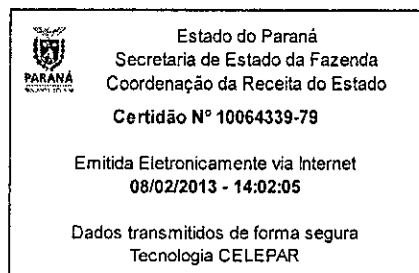 Estado do Paraná
Secretaria de Estado da Fazenda
PARANÁ
Coordenação da Receita do Estado
Certidão Nº 10064339-79
Emitida Eletronicamente via Internet
08/02/2013 - 14:02:05
Dados transmitidos de forma segura
Tecnologia CELEPAR